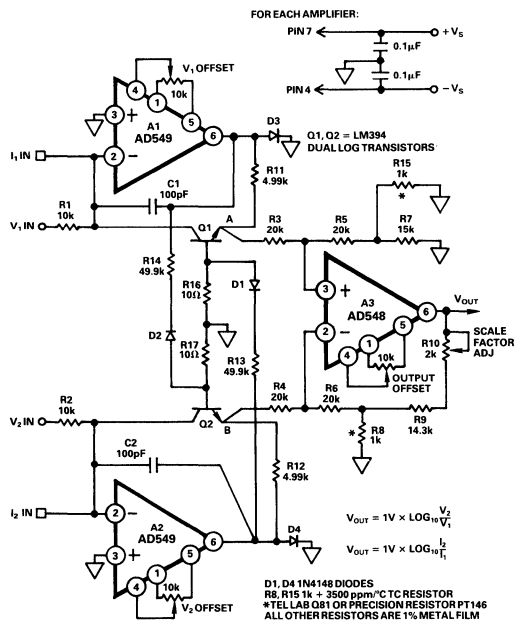 FOR EACH AMPLIFIER:
PIN 7
+VS
0.1µF
0.1µF
PIN 4
–VS
V1 OFFSET
10k
4
1
5
3
+
A1
AD549
6
2
–
D3
Q1, Q2 = LM394
DUAL LOG TRANSISTORS
I1 IN
C1
100pF
R11
4.99k
R15
1k
*
V1 IN
R1
10k
Q1
A
R3
20k
R5
20k
R7
15k
R14
49.9k
R16
10Ω
D1
3
+
A3
AD548
6
VOUT
2
–
5
1
4
10k
SCALE
FACTOR
ADJ
R10
2k
D2
R17
10Ω
R13
49.9k
OUTPUT
OFFSET
R4
20k
R6
20k
V2 IN
R2
10k
Q2
B
*
R8
1k
R9
14.3k
C2
100pF
R12
4.99k
I2 IN
2
–
A2
AD549
6
D4
3
+
5
1
4
10k
V2 OFFSET
VOUT = 1V × LOG10 V2/V1
VOUT = 1V × LOG10 I2/I1
D1, D4 1N4148 DIODES
R8, R15 1k + 3500 ppm/°C TC RESISTOR
*TEL LAB Q81 OR PRECISION RESISTOR PT146
ALL OTHER RESISTORS ARE 1% METAL FILM